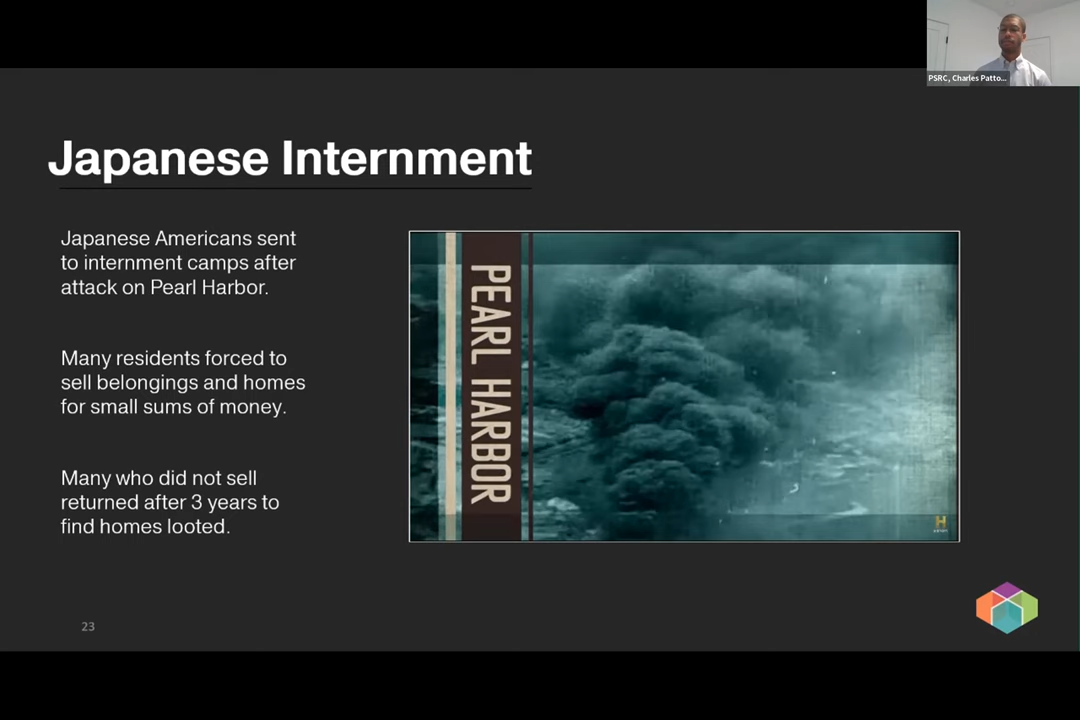 PSRC, Charles Patto...
Japanese Internment
Japanese Americans sent
to internment camps after
attack on Pearl Harbor.
Many residents forced to
sell belongings and homes
for small sums of money.
Many who did not sell
returned after 3 years to
find homes looted.
PEARL HARBOR
H
23